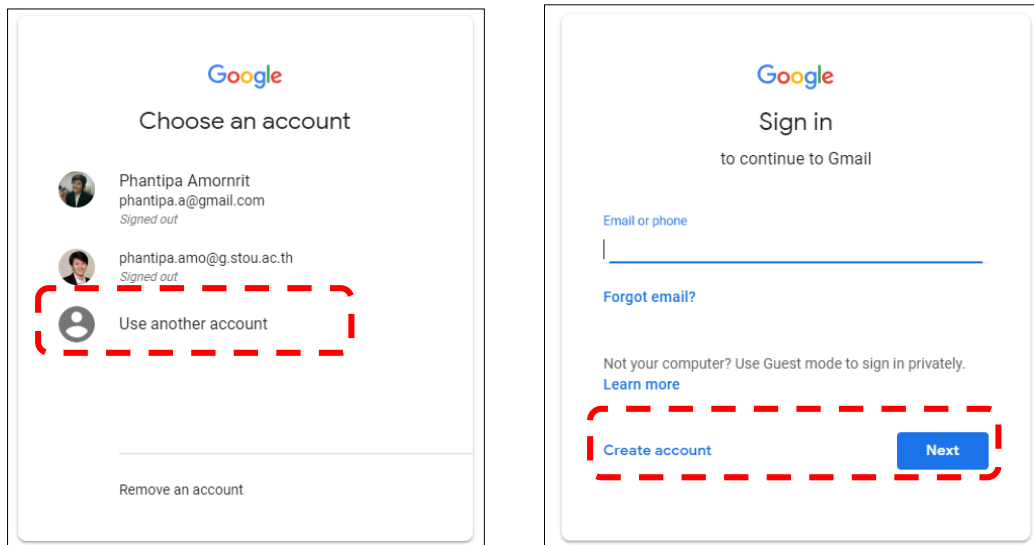 Google
Choose an account
Phantipa Amornrit
phantipa.a@gmail.com
Signed out
phantipa.amo@g.stou.ac.th
Signed out
Use another account
Remove an account
Google
Sign in
to continue to Gmail
Email or phone
Forgot email?
Not your computer? Use Guest mode to sign in privately.
Learn more
Create account
Next